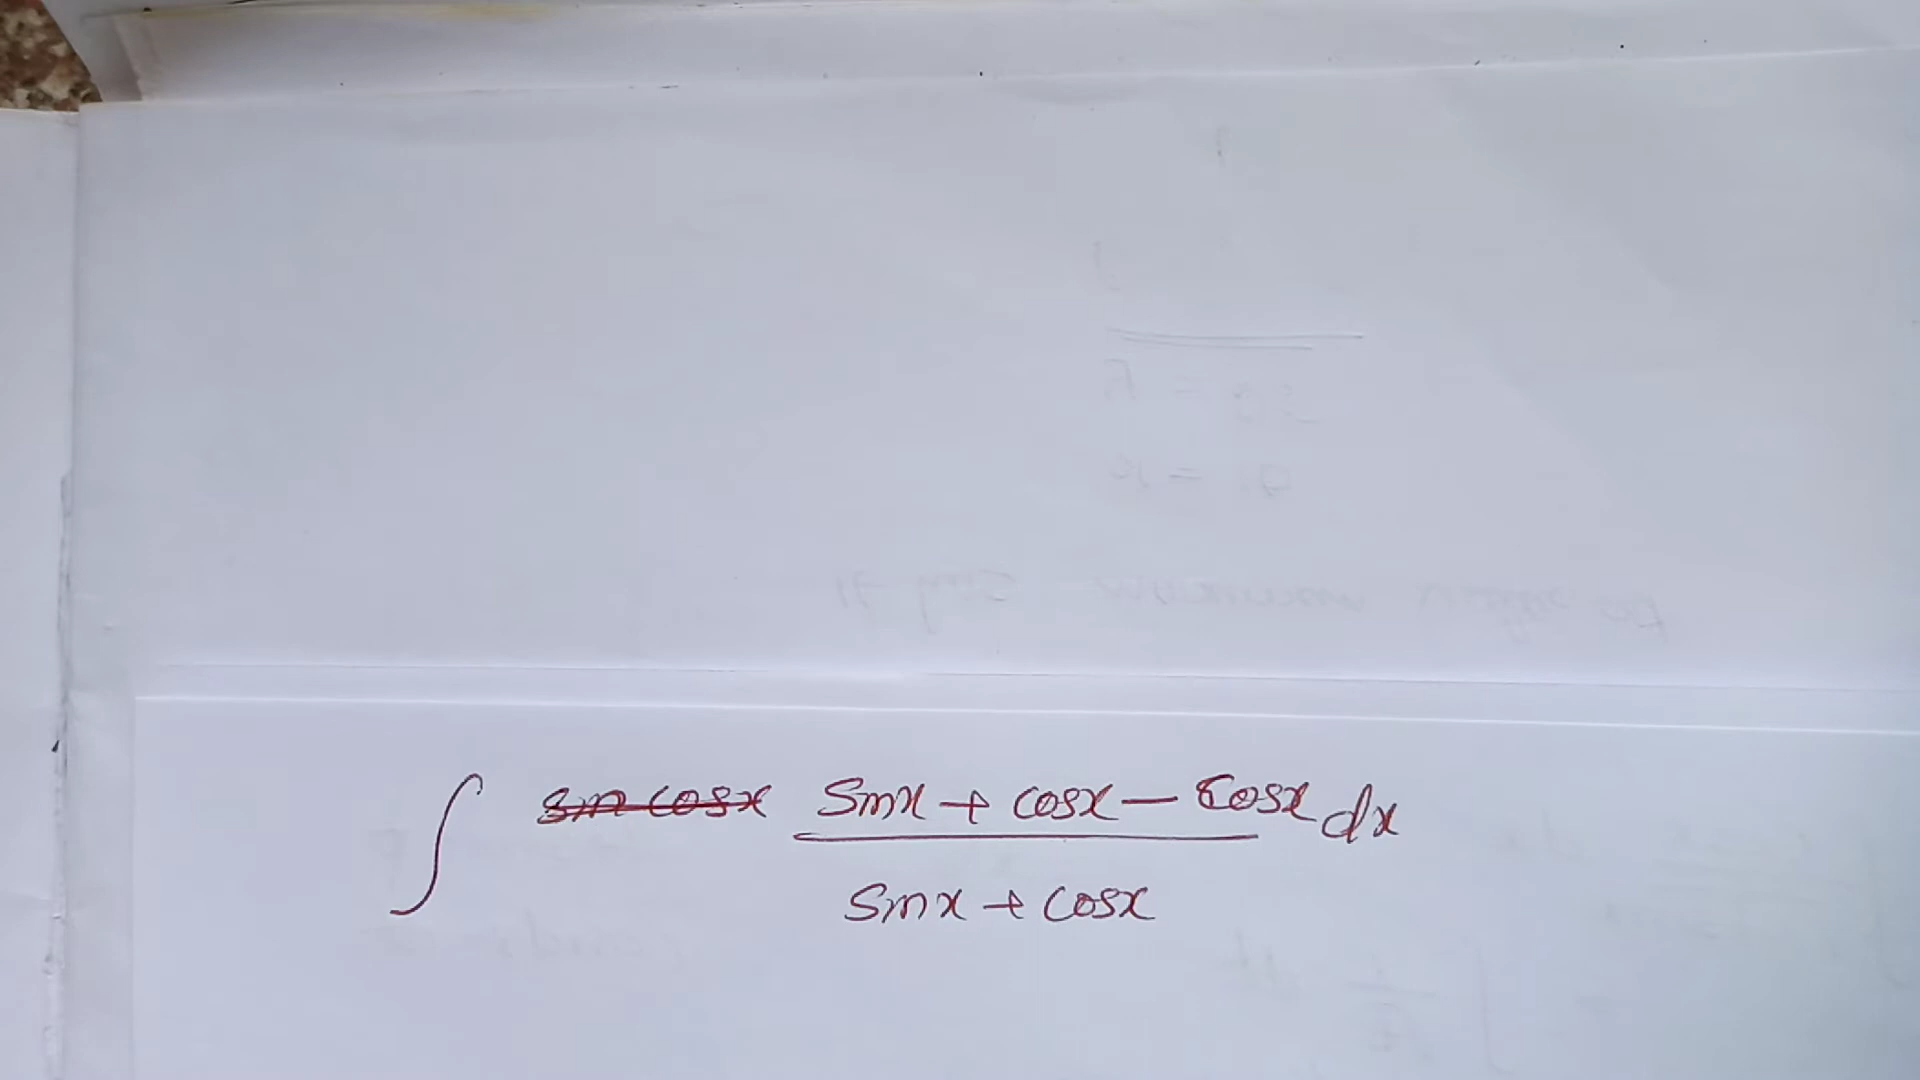 ∫ sin cosx sinx + cosx - cosx dx
sinx + cosx